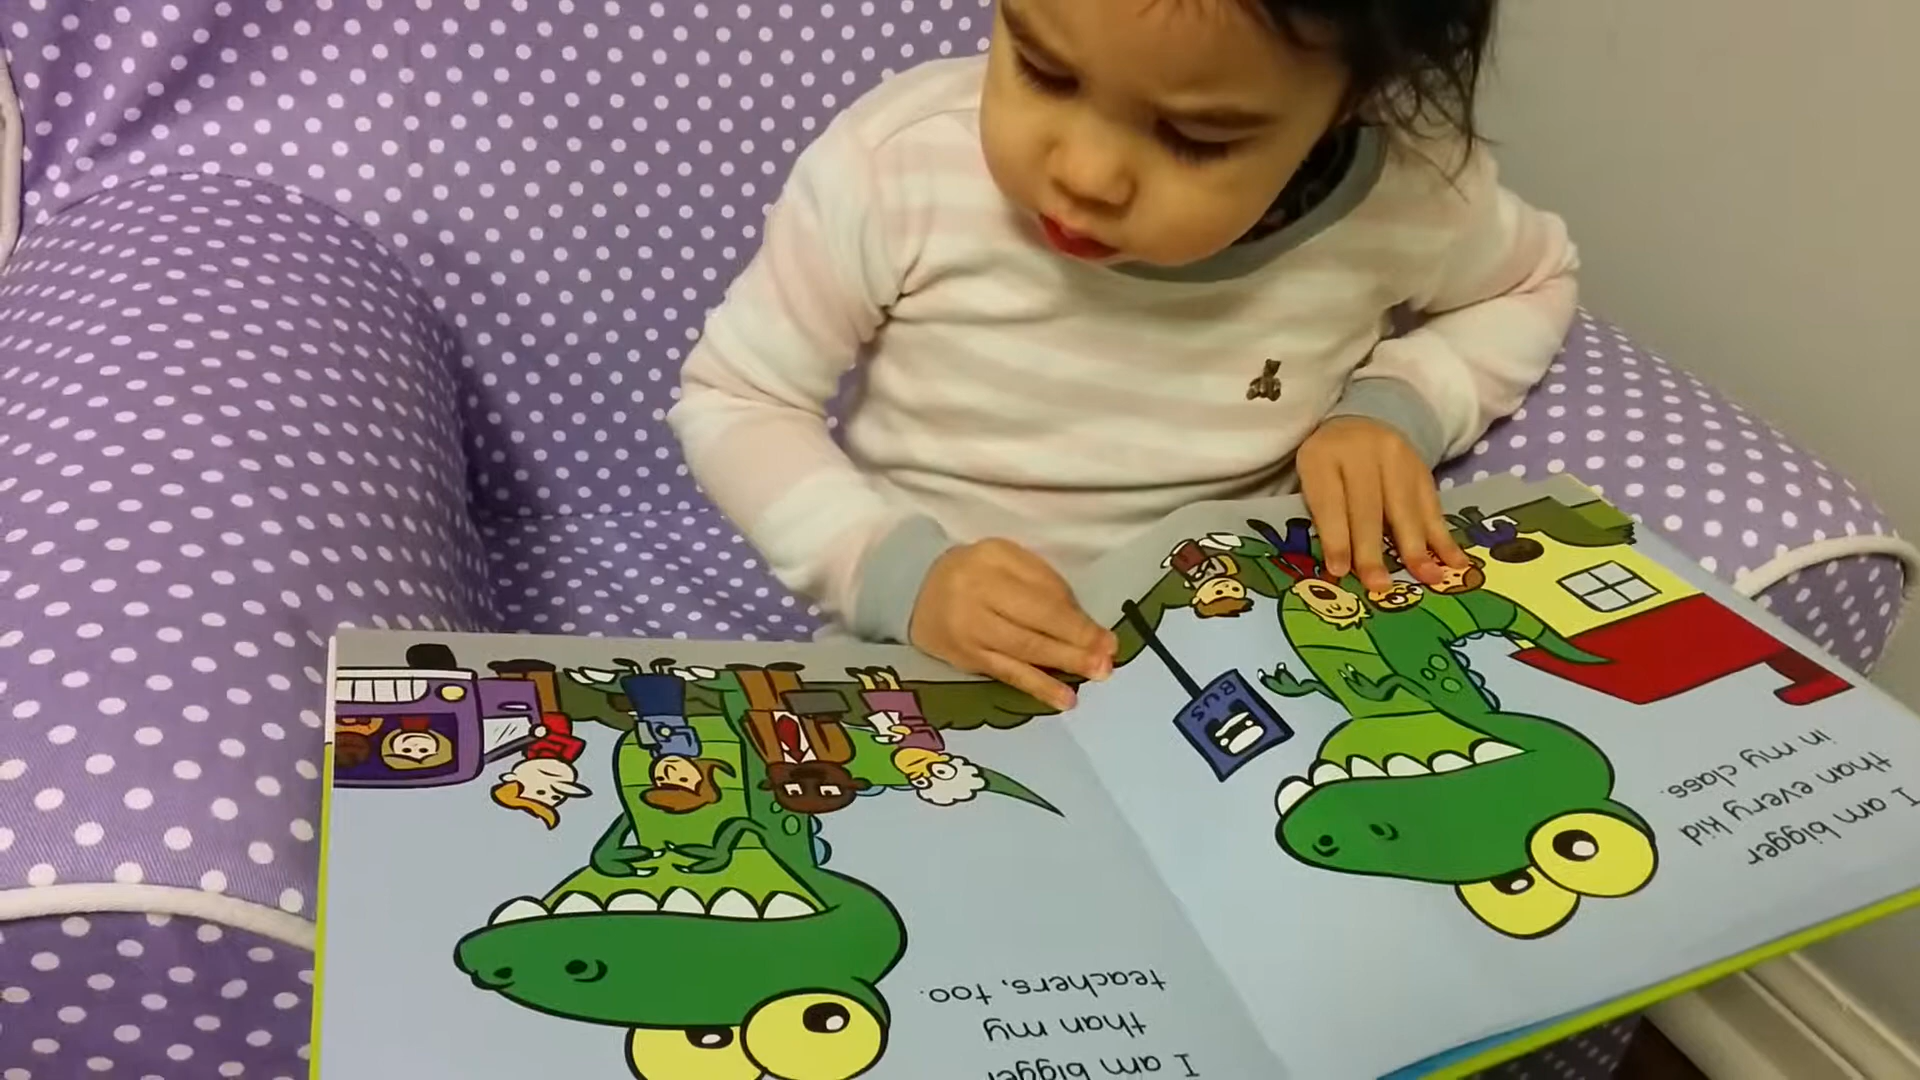 I am bigger
than every kid
in my class.
BUS
I am bigger
than my
teachers, too.